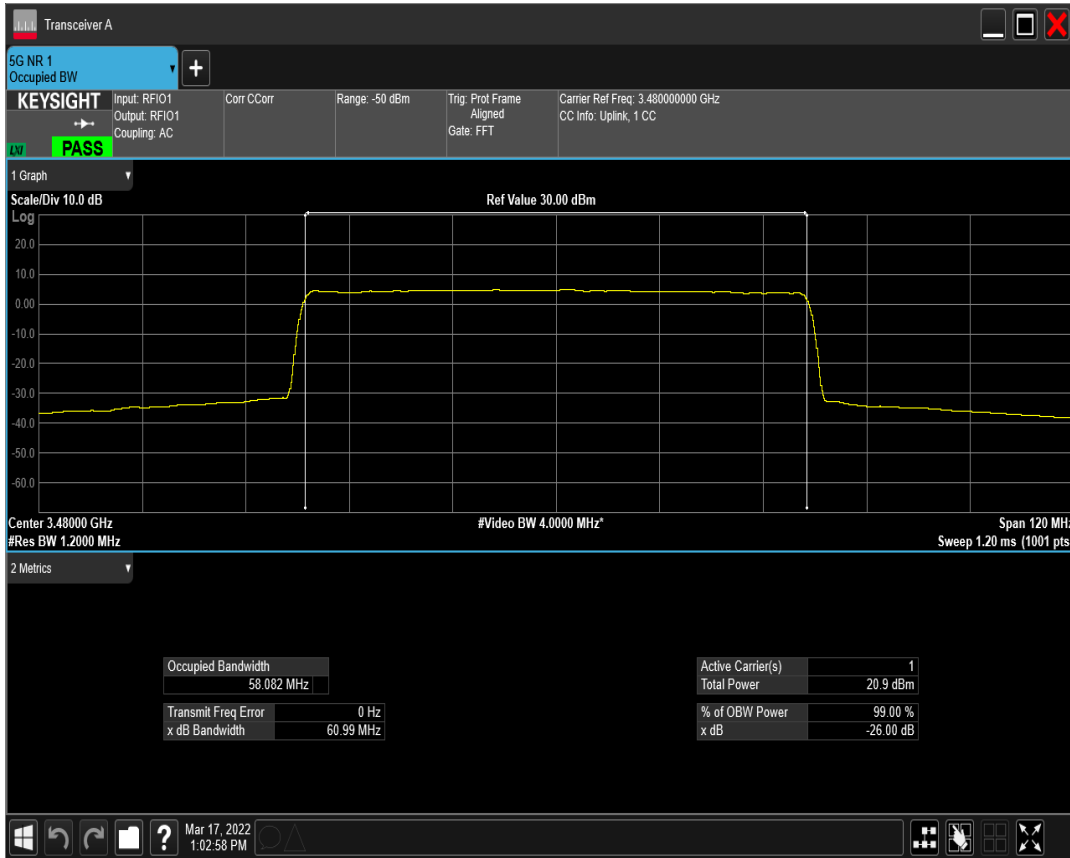 Transceiver A
5G NR 1
Occupied BW
+
KEYSIGHT
LXI
PASS
Input: RFIO1
Output: RFIO1
Coupling: AC
Corr CCorr
Range: -50 dBm
Trig: Prot Frame
Aligned
Gate: FFT
Carrier Ref Freq: 3.480000000 GHz
CC Info: Uplink, 1 CC
1 Graph
Scale/Div 10.0 dB
Ref Value 30.00 dBm
Log
20.0
10.0
0.00
-10.0
-20.0
-30.0
-40.0
-50.0
-60.0
Center 3.48000 GHz
#Video BW 4.0000 MHz*
Span 120 MHz
#Res BW 1.2000 MHz
Sweep 1.20 ms (1001 pts
2 Metrics
Occupied Bandwidth
58.082 MHz
Transmit Freq Error 0 Hz
x dB Bandwidth 60.99 MHz
Active Carrier(s) 1
Total Power 20.9 dBm
% of OBW Power 99.00 %
x dB -26.00 dB
?
Mar 17, 2022
1:02:58 PM